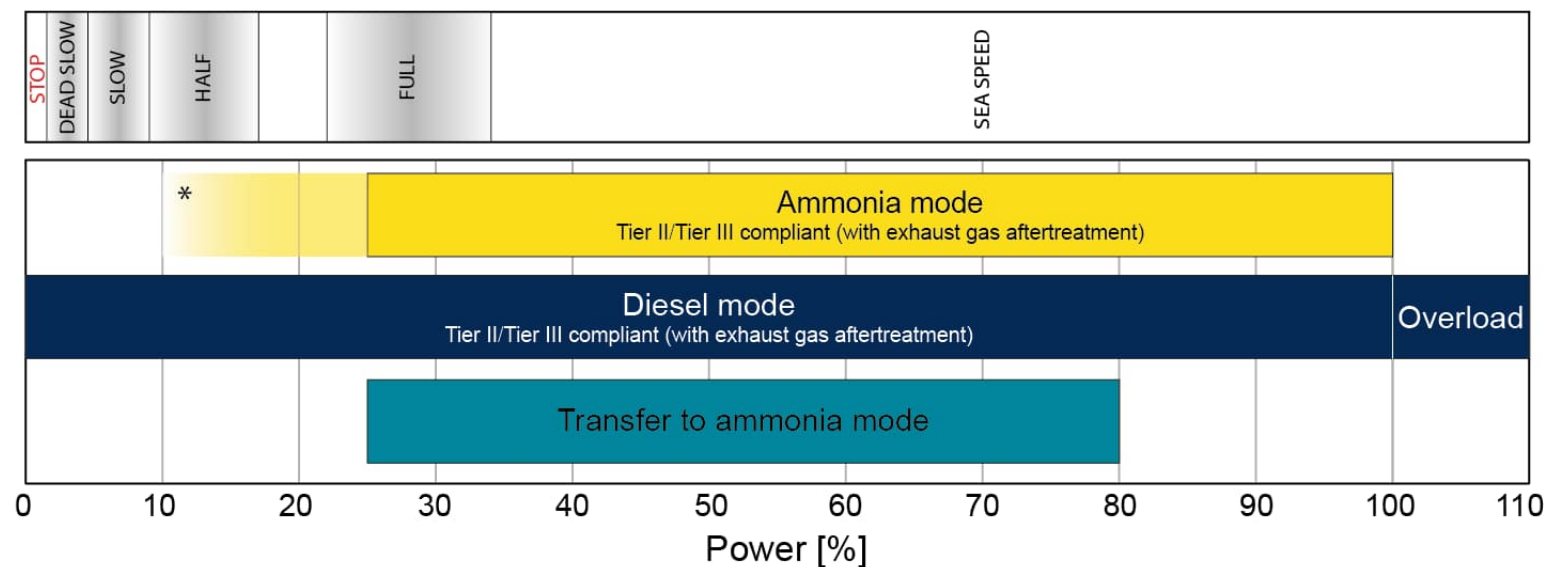 STOP
DEAD SLOW
SLOW
HALF
FULL
SEA SPEED
*
Ammonia mode
Tier II/Tier III compliant (with exhaust gas aftertreatment)
Diesel mode
Tier II/Tier III compliant (with exhaust gas aftertreatment)
Overload
Transfer to ammonia mode
0 10 20 30 40 50 60 70 80 90 100 110
Power [%]